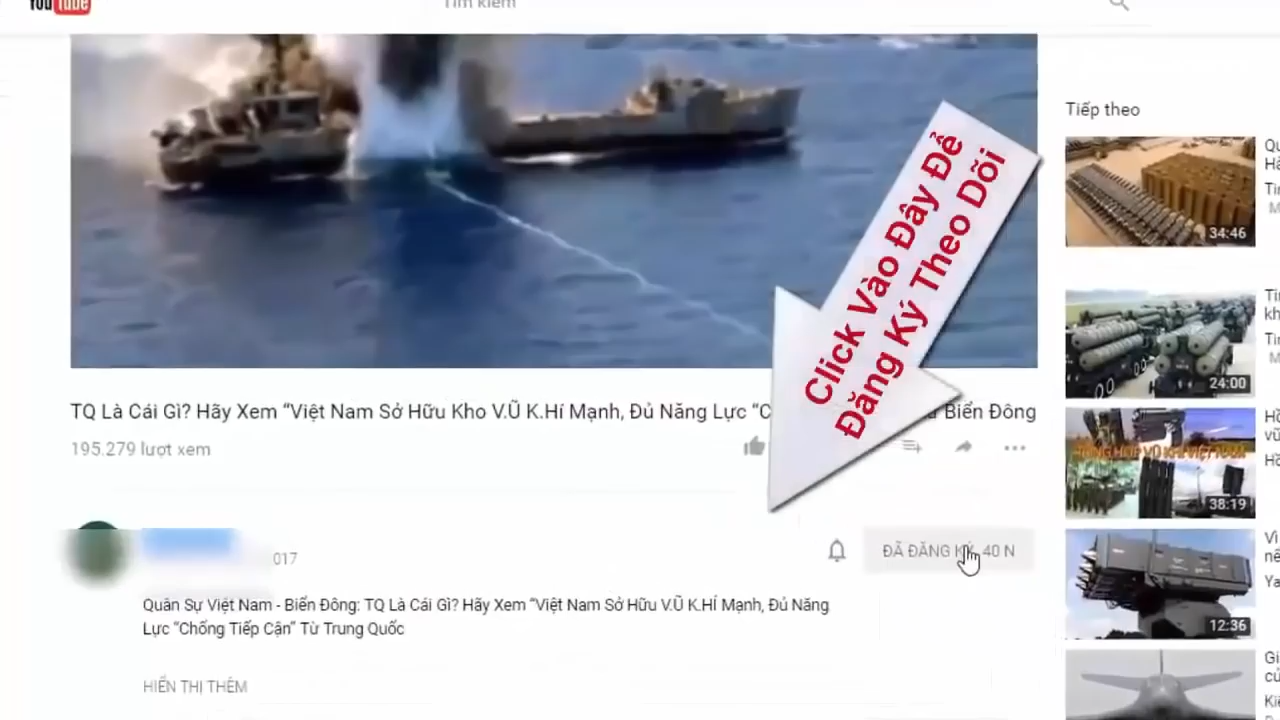 YouTube
Tìm kiếm
Tiếp theo
34:46
24:00
38:19
12:36
Click Vào Đây Để
Đăng Ký Theo Dõi
TQ Là Cái Gì? Hãy Xem “Việt Nam Sở Hữu Kho V.Ũ K.Hí Mạnh, Đủ Năng Lực “C
Biển Đông
195.279 lượt xem
017
ĐÃ ĐĂNG KÝ 40 N
Quân Sự Việt Nam - Biển Đông: TQ Là Cái Gì? Hãy Xem “Việt Nam Sở Hữu V.Ũ K.HÍ Mạnh, Đủ Năng
Lực “Chống Tiếp Cận” Từ Trung Quốc
HIỂN THỊ THÊM